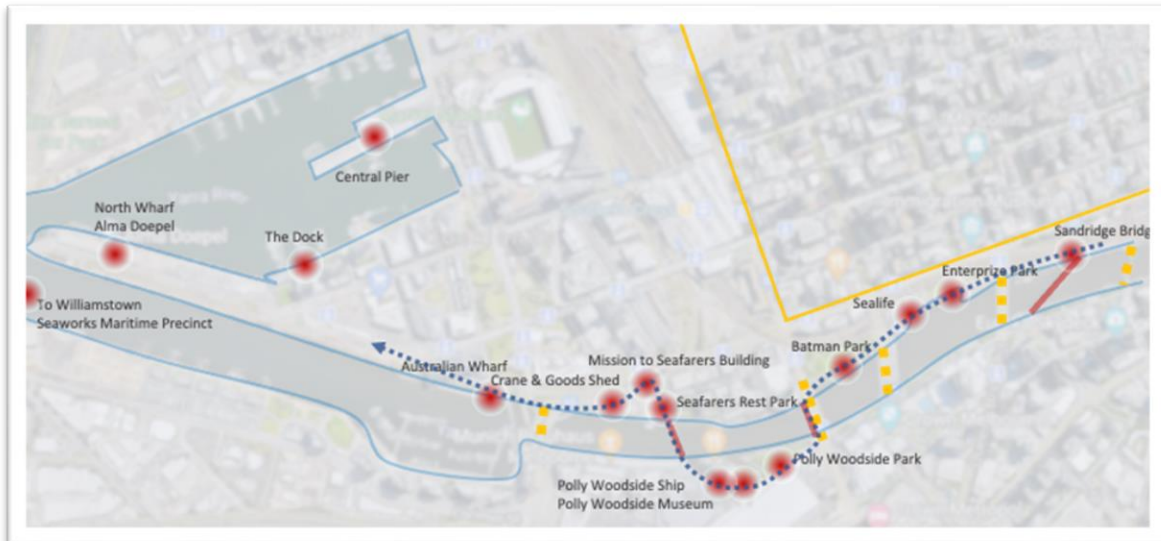 North Wharf
Alma Doepel
Central Pier
The Dock
To Williamstown
Seaworks Maritime Precinct
Sandridge Bridg
Enterprize Park
Sealife
Batman Park
Mission to Seafarers Building
Australian Wharf
Crane & Goods Shed
Seafarers Rest Park
Polly Woodside Park
Polly Woodside Ship
Polly Woodside Museum